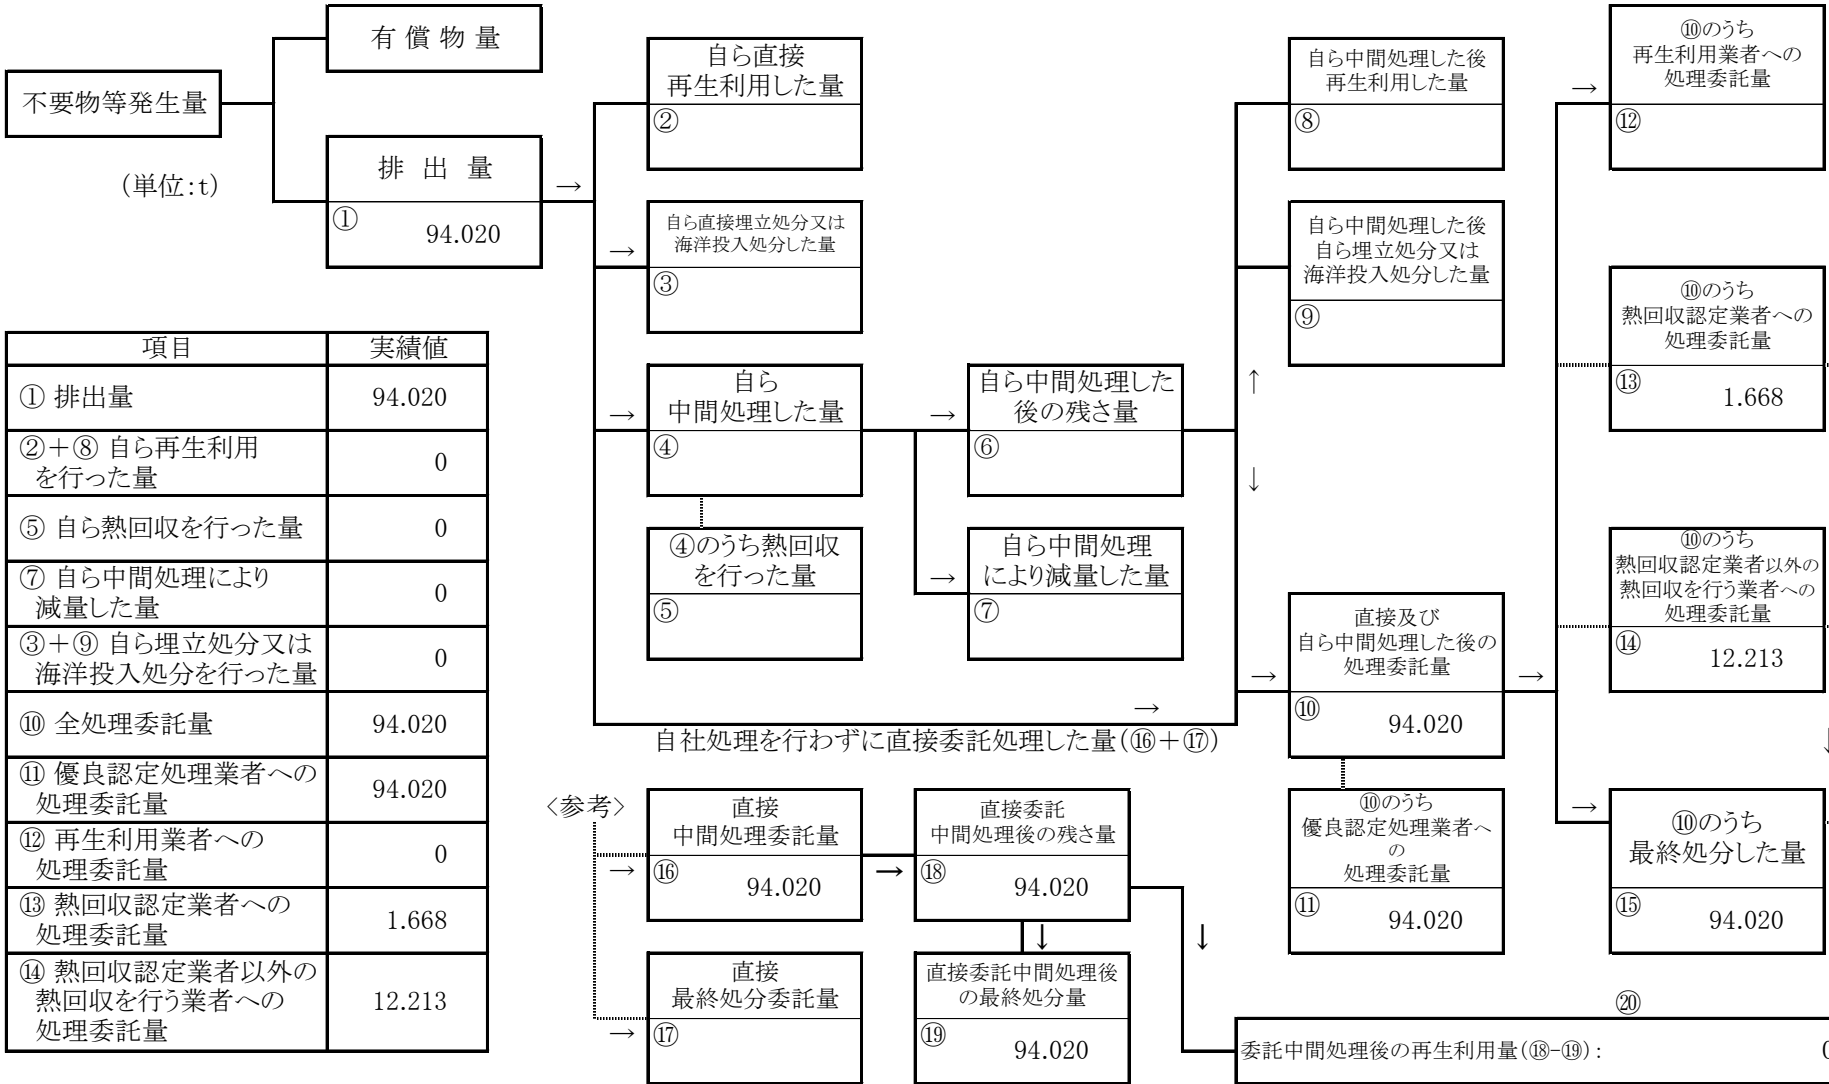 有 償 物 量
不要物等発生量
(単位:t)
排 出 量
①
94.020
→
自ら直接
再生利用した量
②
→
自ら直接埋立処分又は
海洋投入処分した量
③
→
自ら
中間処理した量
④
④のうち熱回収
を行った量
⑤
→
自ら中間処理した
後の残さ量
⑥
→
自ら中間処理
により減量した量
⑦
↑
↓
自ら中間処理した後
再生利用した量
⑧
自ら中間処理した後
自ら埋立処分又は
海洋投入処分した量
⑨
→
自社処理を行わずに直接委託処理した量(⑯+⑰)
→
直接及び
自ら中間処理した後の
処理委託量
⑩
94.020
⑩のうち
優良認定処理業者へ
の
処理委託量
⑪
94.020
→
→
⑩のうち
再生利用業者への
処理委託量
⑫
⑩のうち
熱回収認定業者への
処理委託量
⑬
1.668
⑩のうち
熱回収認定業者以外の
熱回収を行う業者への
処理委託量
⑭
12.213
↓
→
⑩のうち
最終処分した量
⑮
94.020
項目 実績値
① 排出量 94.020
②+⑧ 自ら再生利用
を行った量 0
⑤ 自ら熱回収を行った量 0
⑦ 自ら中間処理により
減量した量 0
③+⑨ 自ら埋立処分又は
海洋投入処分を行った量 0
⑩ 全処理委託量 94.020
⑪ 優良認定処理業者への
処理委託量 94.020
⑫ 再生利用業者への
処理委託量 0
⑬ 熱回収認定業者への
処理委託量 1.668
⑭ 熱回収認定業者以外の
熱回収を行う業者への
処理委託量 12.213
<参考>
→
直接
中間処理委託量
⑯
94.020
→
直接委託
中間処理後の残さ量
⑱
94.020
↓
↓
→
直接
最終処分委託量
⑰
直接委託中間処理後
の最終処分量
⑲
94.020
⑳
委託中間処理後の再生利用量(⑱-⑲): 0